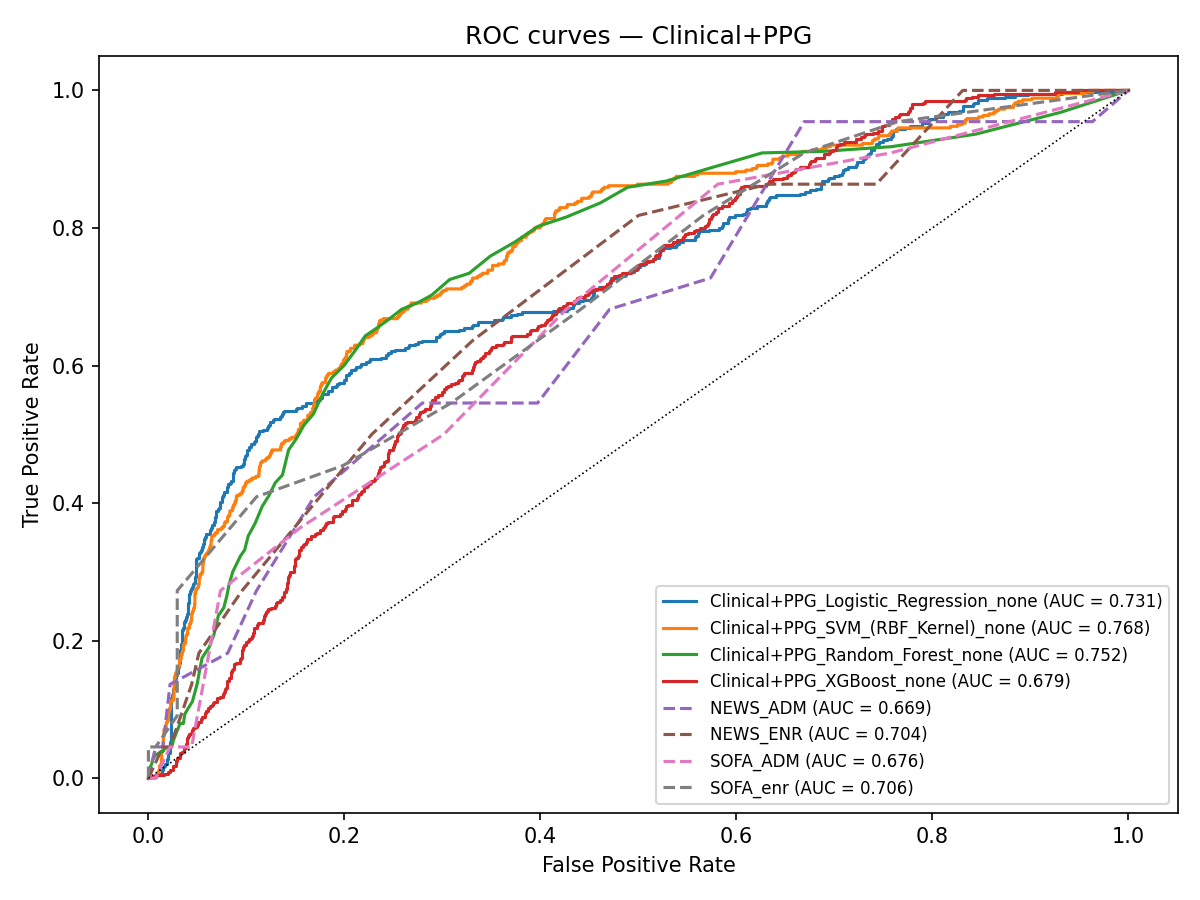 ROC curves — Clinical+PPG
True Positive Rate
1.0
0.8
0.6
0.4
0.2
0.0
Clinical+PPG_Logistic_Regression_none (AUC = 0.731)
Clinical+PPG_SVM_(RBF_Kernel)_none (AUC = 0.768)
Clinical+PPG_Random_Forest_none (AUC = 0.752)
Clinical+PPG_XGBoost_none (AUC = 0.679)
NEWS_ADM (AUC = 0.669)
NEWS_ENR (AUC = 0.704)
SOFA_ADM (AUC = 0.676)
SOFA_enr (AUC = 0.706)
0.0 0.2 0.4 0.6 0.8 1.0
False Positive Rate